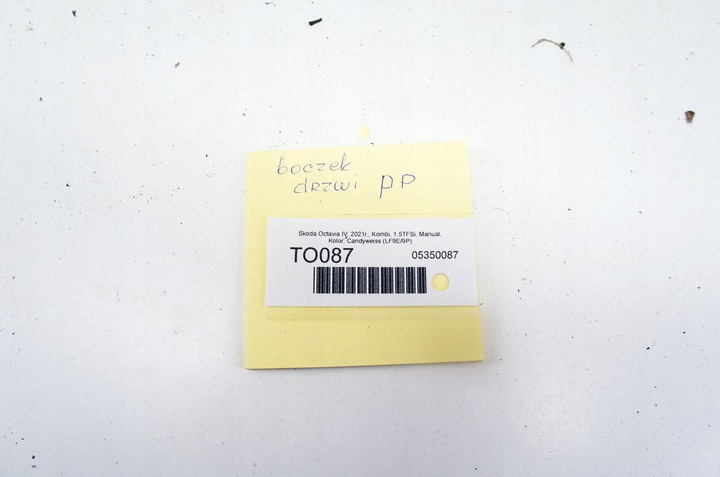 boczek
drzwi PP
Skoda Octavia IV, 2021r., Kombi, 1.5TFSi, Manual,
Kolor: Candyweiss (LF9E/9P)
TO087 05350087